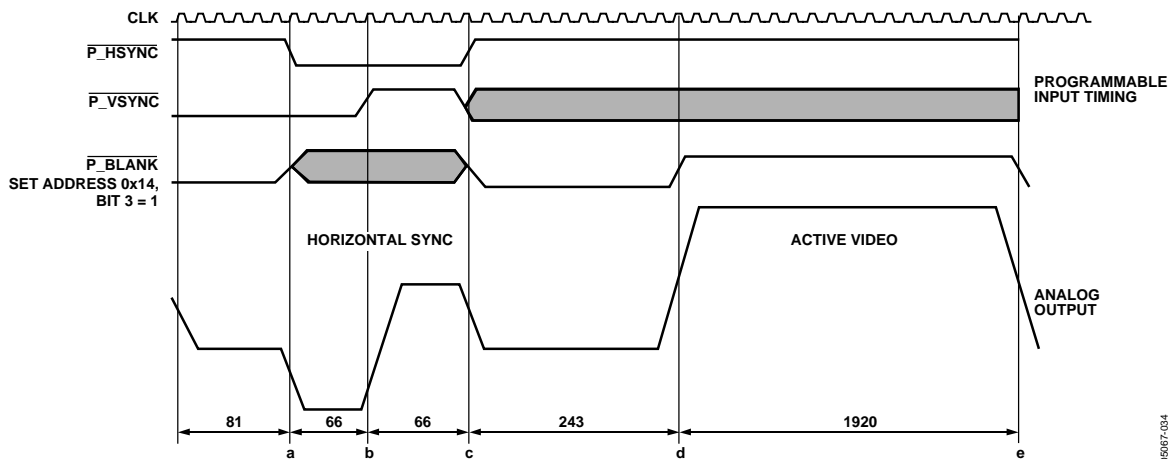 CLK
P_HSYNC
PROGRAMMABLE
INPUT TIMING
P_VSYNC
P_BLANK
SET ADDRESS 0x14,
BIT 3 = 1
HORIZONTAL SYNC
ACTIVE VIDEO
ANALOG
OUTPUT
81 66 66 243 1920
a b c d e
05067-034